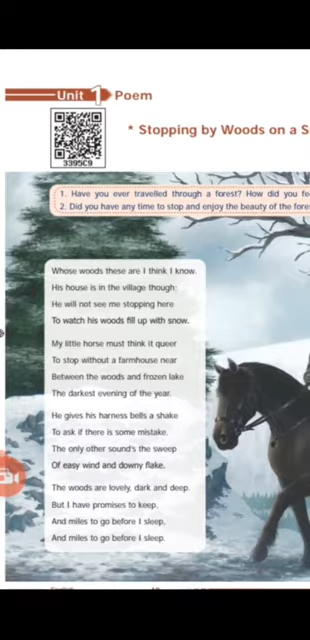 Unit 1 Poem
3395C9
* Stopping by Woods on a S
1. Have you ever travelled through a forest? How did you fe
2. Did you have any time to stop and enjoy the beauty of the fore
Whose woods these are I think I know.
His house is in the village though;
He will not see me stopping here
To watch his woods fill up with snow.
My little horse must think it queer
To stop without a farmhouse near
Between the woods and frozen lake
The darkest evening of the year.
He gives his harness bells a shake
To ask if there is some mistake.
The only other sound's the sweep
Of easy wind and downy flake.
The woods are lovely, dark and deep.
But I have promises to keep,
And miles to go before I sleep,
And miles to go before I sleep.